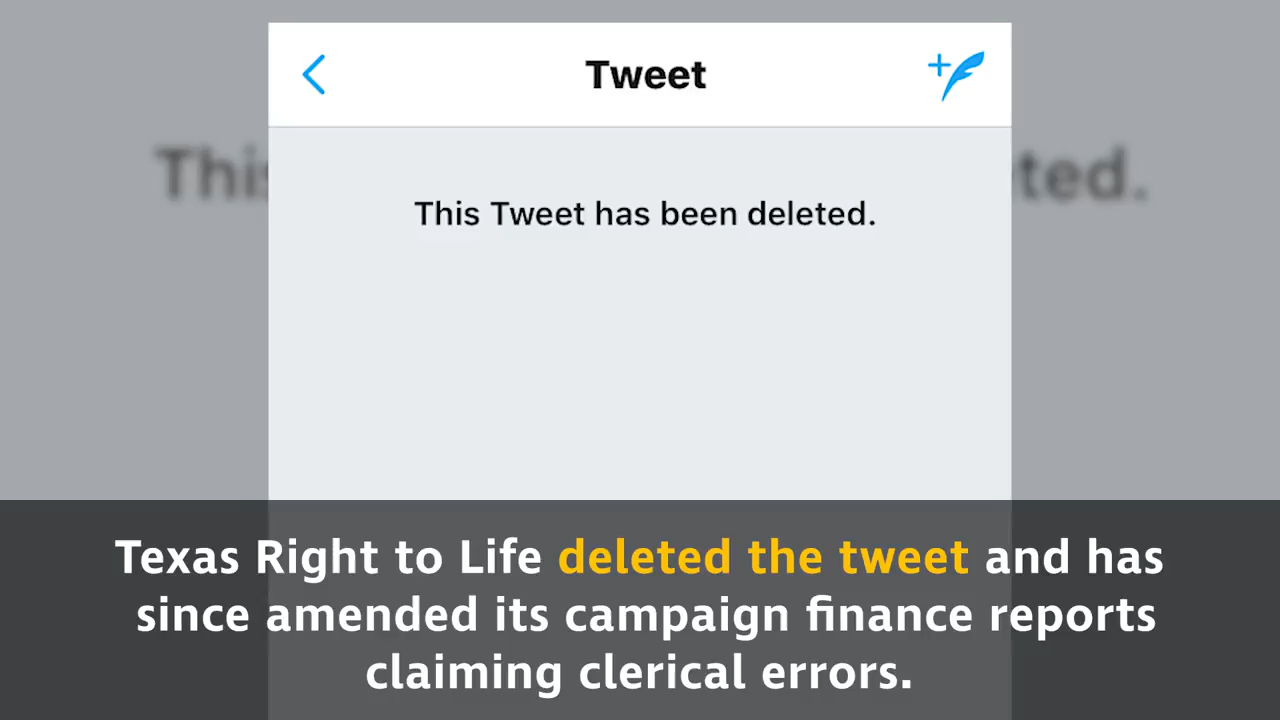 Tweet
This Tweet has been deleted.
Texas Right to Life deleted the tweet and has
since amended its campaign finance reports
claiming clerical errors.